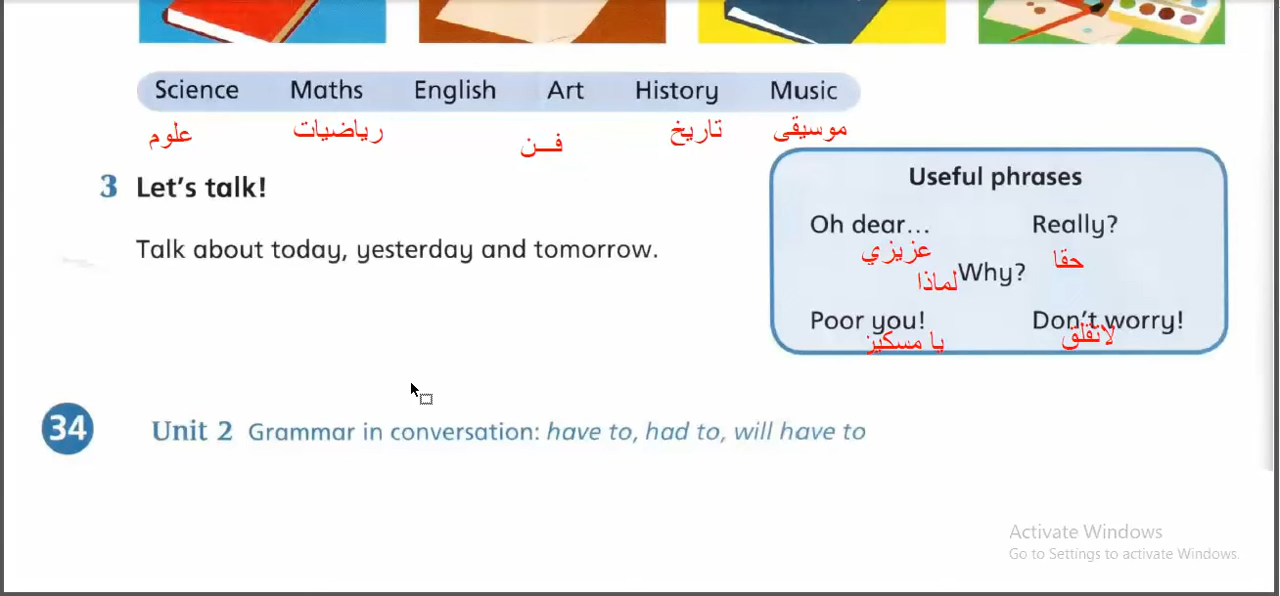 Science Maths English Art History Music
علوم رياضيات فن تاريخ موسيقى
3 Let's talk!
Talk about today, yesterday and tomorrow.
Useful phrases
Oh dear... Really?
عزيزي حقا
Why?
لماذا
Poor you! Don't worry!
يا مسكيز لاتقلق
34 Unit 2 Grammar in conversation: have to, had to, will have to
Activate Windows
Go to Settings to activate Windows.